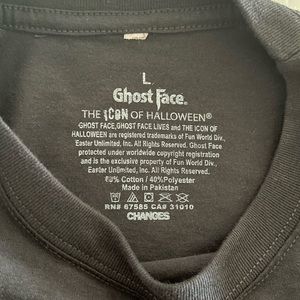 L
Ghost Face.
THE ICON OF HALLOWEEN®
GHOST FACE, GHOST FACE LIVES and THE ICON OF
HALLOWEEN are registered trademarks of Fun World Div.,
Easter Unlimited, Inc. All Rights Reserved. Ghost Face
protected under worldwide copyright registration
and is the exclusive property of Fun World Div.
Easter Unlimited, Inc. All Rights Reserved.
60% Cotton / 40%Polyester
Made in Pakistan
RN# 67585 CA# 31010
CHANGES